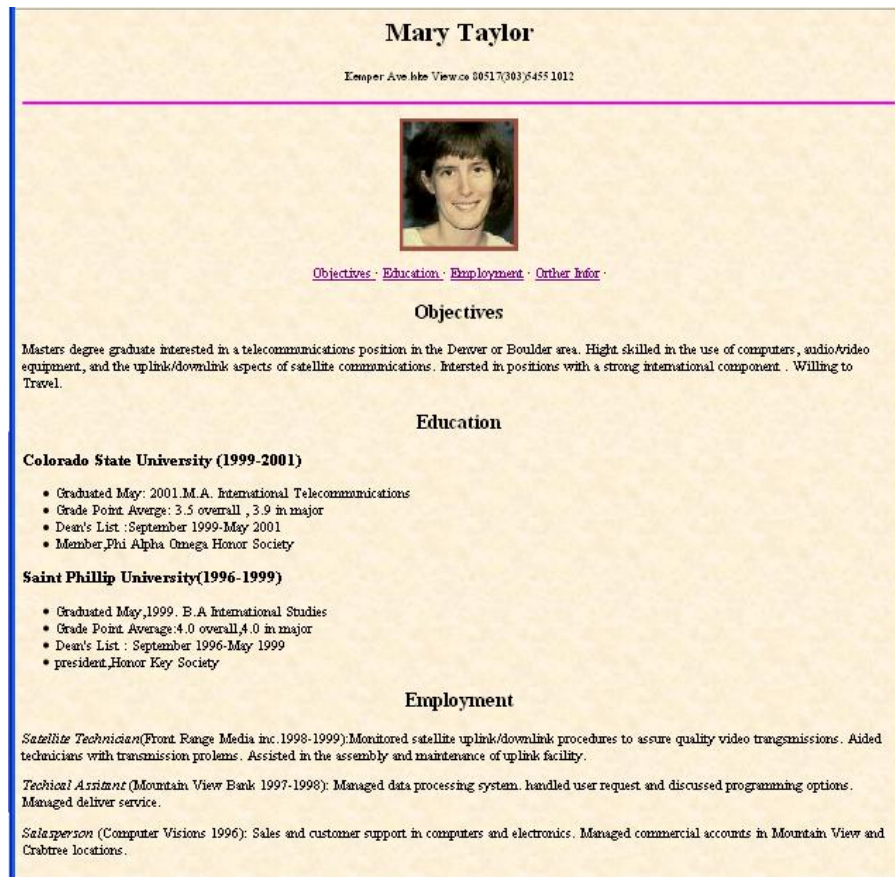 Mary Taylor
Kemper Ave.hke View.co 80517(303)5455 1012
Objectives · Education · Employment · Orther Infor ·
Objectives
Masters degree graduate interested in a telecommunications position in the Denver or Boulder area. Hight skilled in the use of computers, audio/video
equipment, and the uplink/downlink aspects of satellite communications. Intersted in positions with a strong international component . Willing to
Travel.
Education
Colorado State University (1999-2001)
• Graduated May: 2001.M.A. International Telecommunications
• Grade Point Averge: 3.5 overrall , 3.9 in major
• Dean's List :September 1999-May 2001
• Member,Phi Alpha Omega Honor Society
Saint Phillip University(1996-1999)
• Graduated May,1999. B.A International Studies
• Grade Point Average:4.0 overall,4.0 in major
• Dean's List : September 1996-May 1999
• president,Honor Key Society
Employment
Satellite Technician(Front Range Media inc.1998-1999):Monitored satellite uplink/downlink procedures to assure quality video trangsmissions. Aided
technicians with transmission prolems. Assisted in the assembly and maintenance of uplink facility.
Techical Assitant (Mountain View Bank 1997-1998): Managed data processing system. handled user request and discussed programming options.
Managed deliver service.
Salasperson (Computer Visions 1996): Sales and customer support in computers and electronics. Managed commercial accounts in Mountain View and
Crabtree locations.